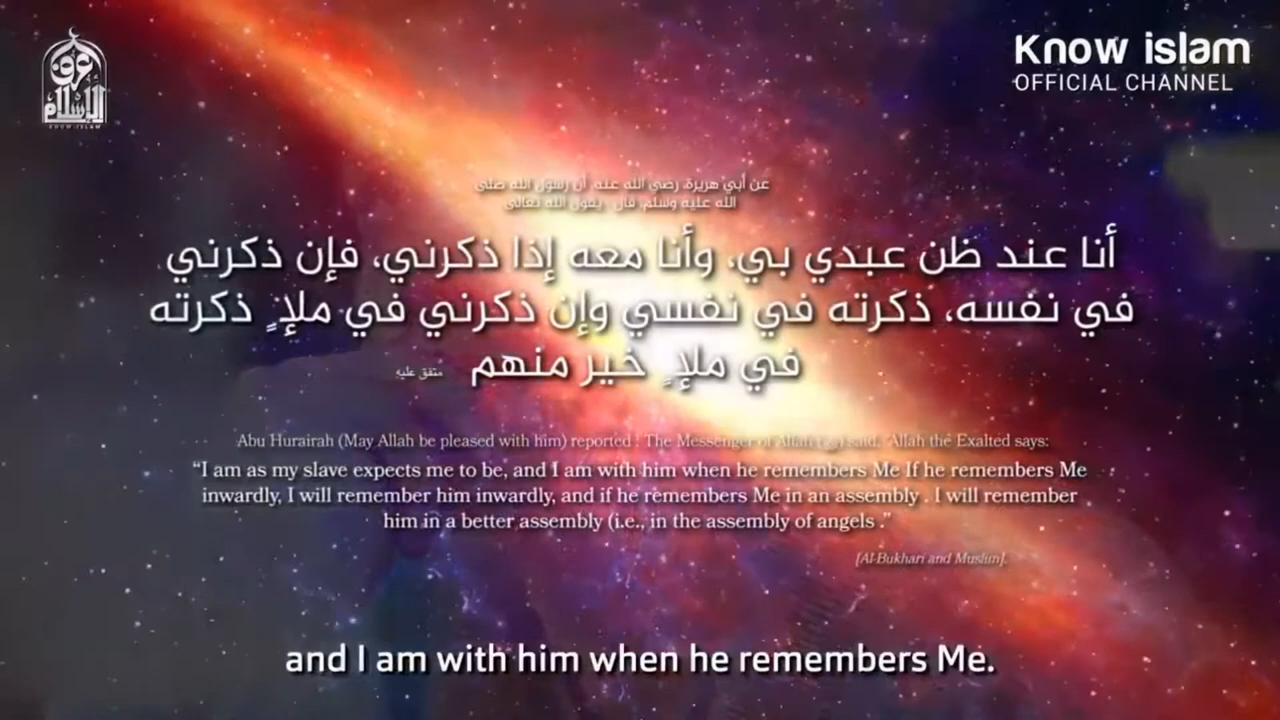 عرف
الإسلام
KNOW ISLAM
Know islam
OFFICIAL CHANNEL
عن أبي هريرة، رضي الله عنه، أن رسول الله صلى
الله عليه وسلم، قال : يقول الله تعالى
أنا عند ظن عبدي بي، وأنا معه إذا ذكرني، فإن ذكرني
في نفسه، ذكرته في نفسي وإن ذكرني في ملإ ٍ ذكرته
في ملإ ٍ خير منهم متفق عليه
Abu Hurairah (May Allah be pleased with him) reported : The Messenger of Allah (ﷺ) said, "Allah the Exalted says:
“I am as my slave expects me to be, and I am with him when he remembers Me If he remembers Me
inwardly, I will remember him inwardly, and if he remembers Me in an assembly . I will remember
him in a better assembly (i.e., in the assembly of angels .”
[Al-Bukhari and Muslim].
and I am with him when he remembers Me.